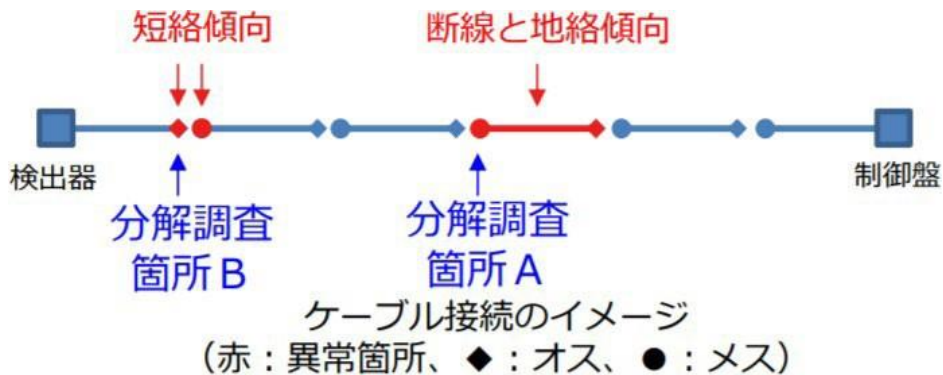 短絡傾向
断線と地絡傾向
検出器
制御盤
分解調査
箇所B
分解調査
箇所A
ケーブル接続のイメージ
(赤:異常箇所、◆:オス、●:メス)